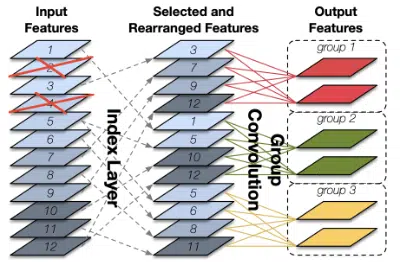 Input
Features
Selected and
Rearranged Features
Output
Features
1
2
3
4
5
6
7
8
9
10
11
12
Index Layer
3
7
9
12
1
5
10
12
5
6
8
11
Group
Convolution
group 1
group 2
group 3